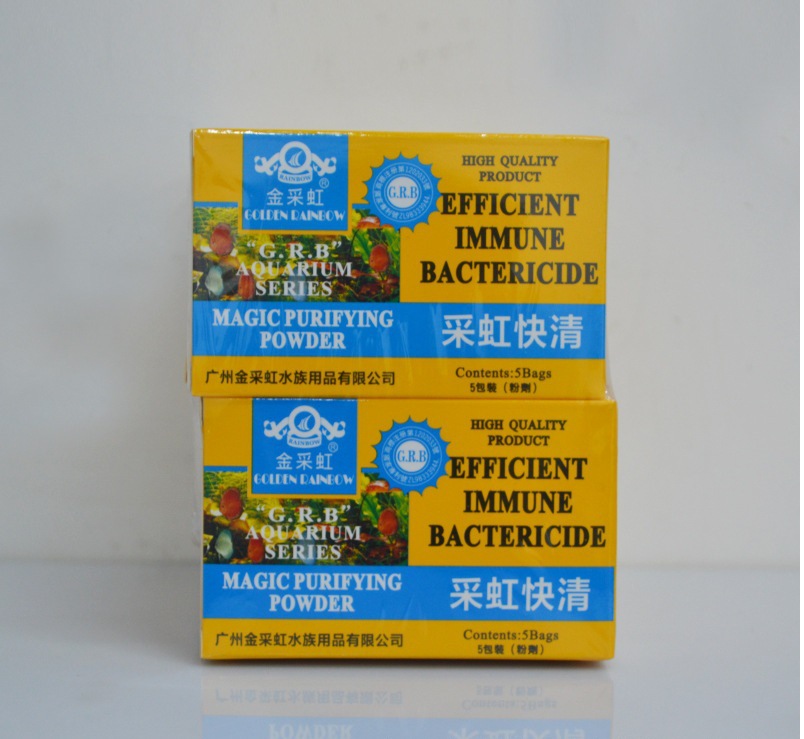 RAINBOW
®
金采虹
GOLDEN RAINBOW
G.R.B
HIGH QUALITY
PRODUCT
EFFICIENT
IMMUNE
BACTERICIDE
"G.R.B"
AQUARIUM
SERIES
MAGIC PURIFYING
POWDER
采虹快清
广州金采虹水族用品有限公司
Contents:5Bags
5包裝（粉劑）
RAINBOW
®
金采虹
GOLDEN RAINBOW
G.R.B
HIGH QUALITY
PRODUCT
EFFICIENT
IMMUNE
BACTERICIDE
"G.R.B"
AQUARIUM
SERIES
MAGIC PURIFYING
POWDER
采虹快清
广州金采虹水族用品有限公司
Contents:5Bags
5包裝（粉劑）